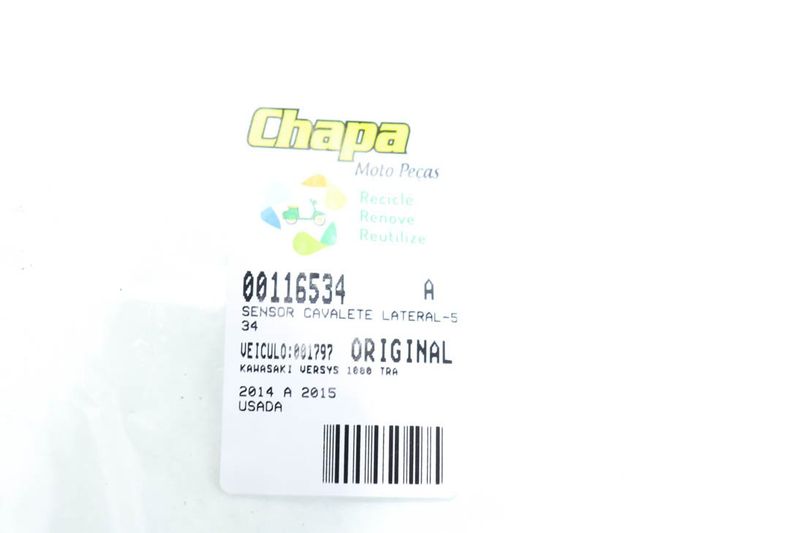 Chapa
Moto Peças
Recicle
Renove
Reutilize
00116534 A
SENSOR CAVALETE LATERAL-5
34
VEICULO:001797 ORIGINAL
KAWASAKI VERSYS 1000 TRA
2014 A 2015
USADA